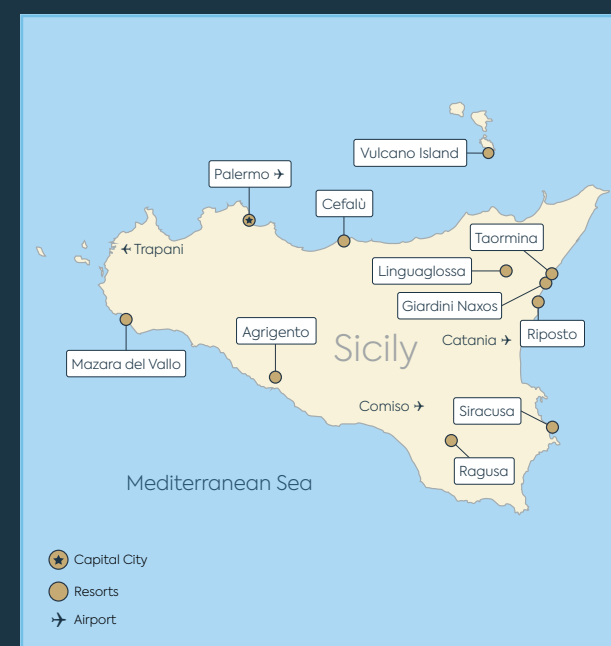 Vulcano Island
Palermo
Cefalù
Taormina
Trapani
Linguaglossa
Giardini Naxos
Agrigento
Sicily
Catania
Riposto
Mazara del Vallo
Comiso
Siracusa
Ragusa
Mediterranean Sea
Capital City
Resorts
Airport